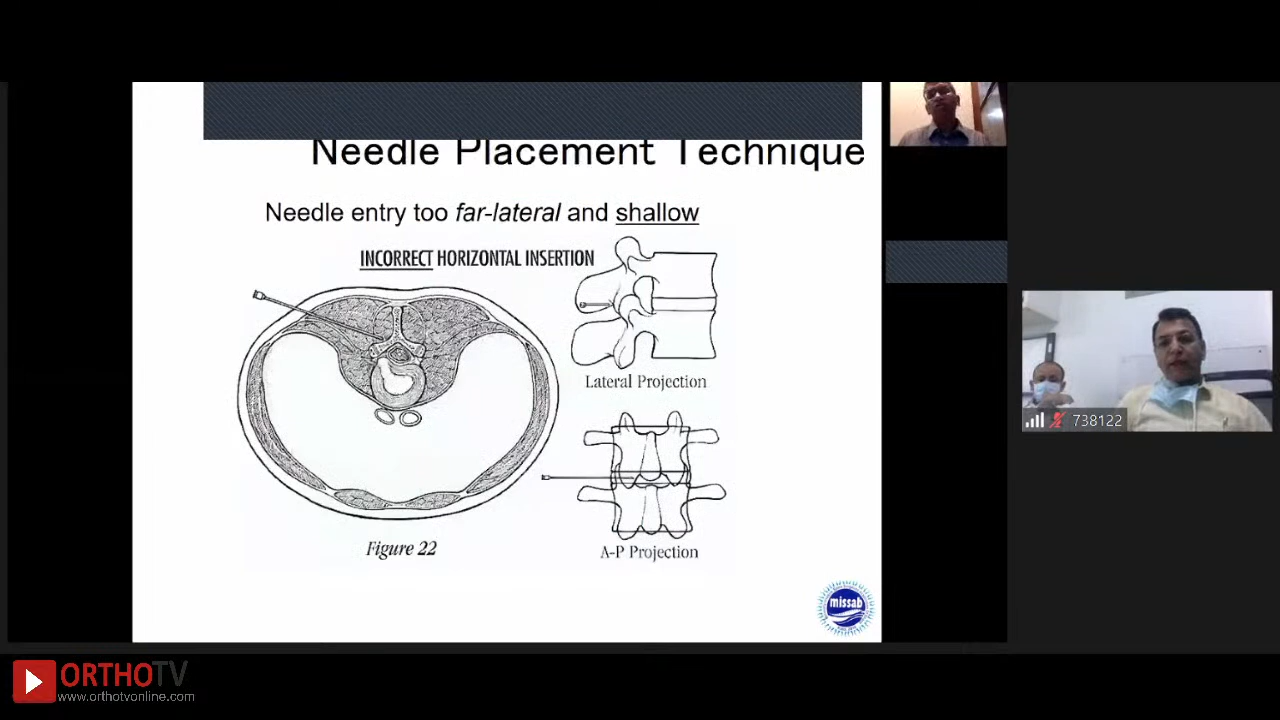 Needle Placement Technique
Needle entry too far-lateral and shallow
INCORRECT HORIZONTAL INSERTION
Lateral Projection
738122
A-P Projection
Figure 22
missab
ORTHOTV
www.orthotvonline.com